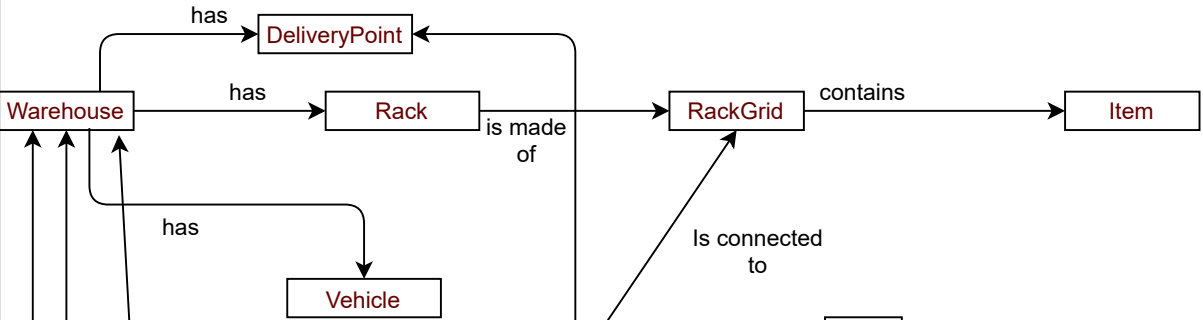 has
DeliveryPoint
Warehouse
has
Rack
is made
of
RackGrid
contains
Item
has
Is connected
to
Vehicle